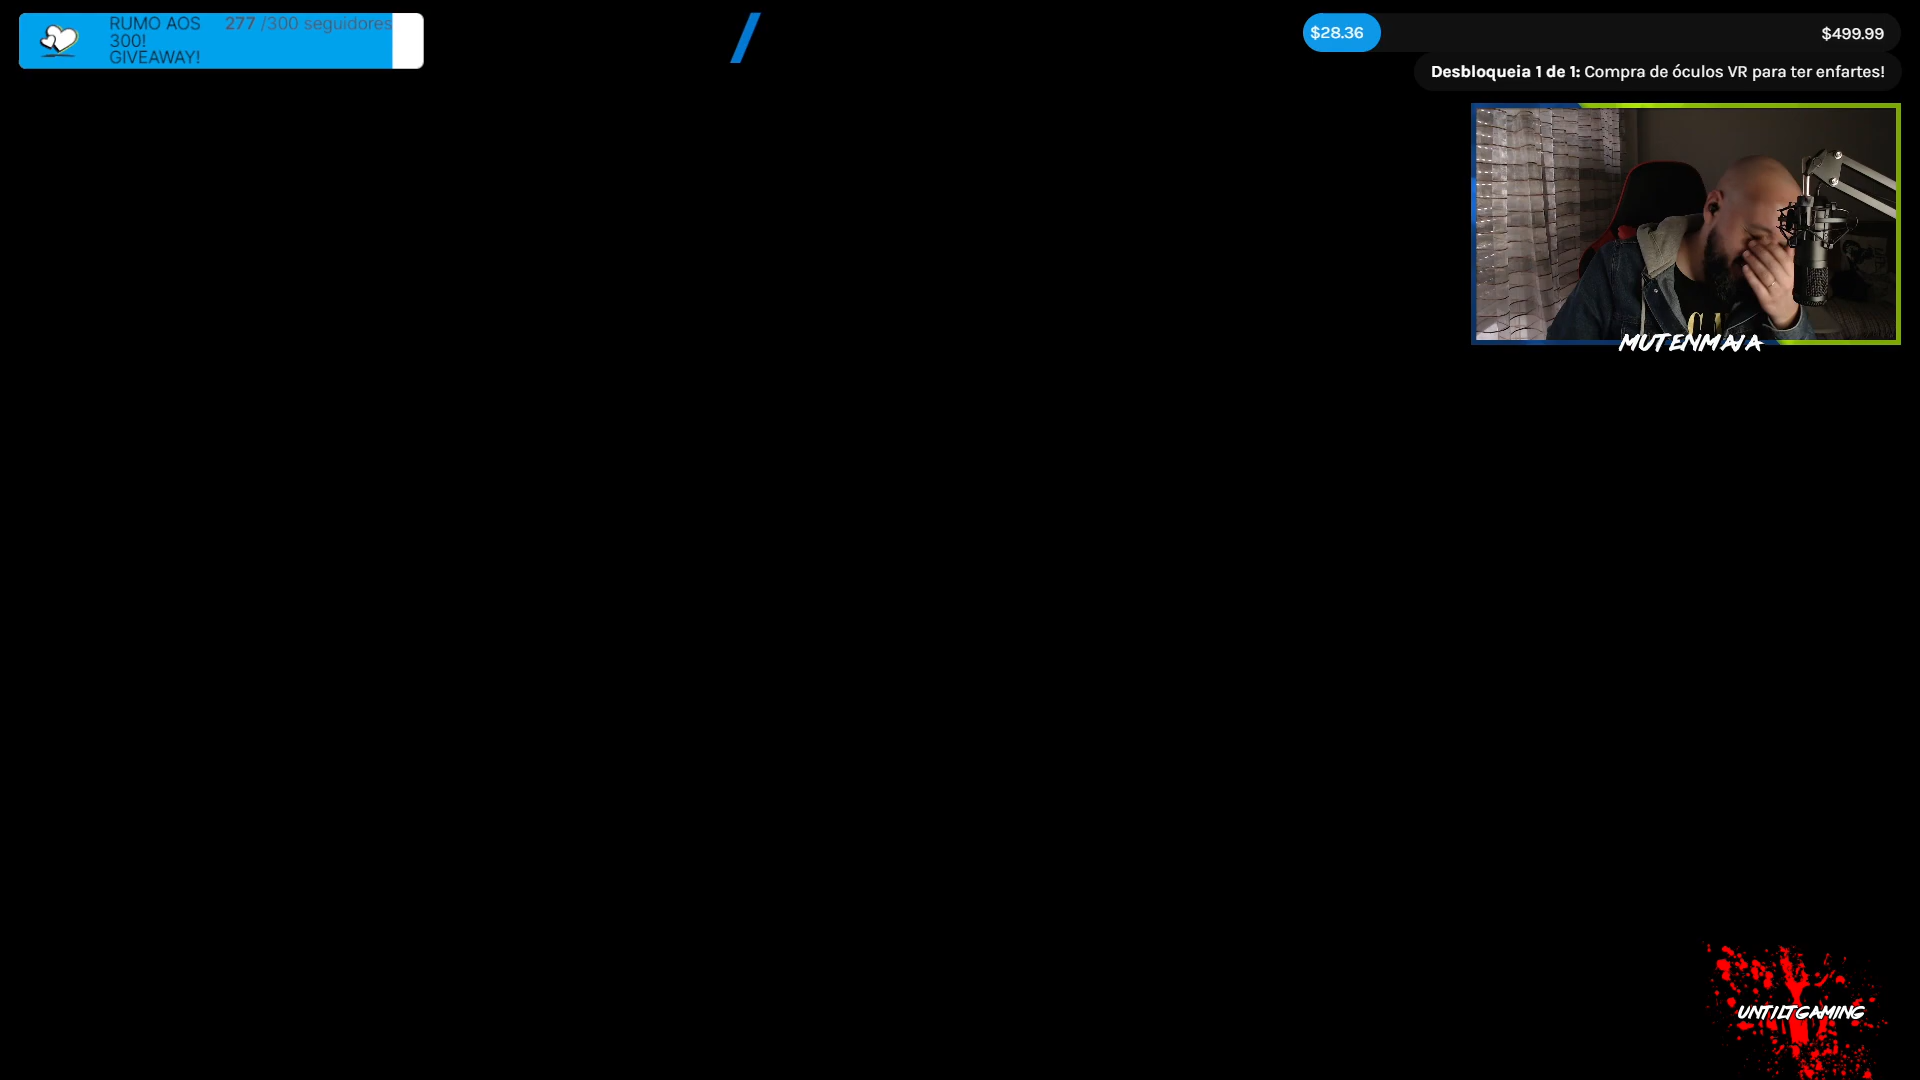 RUMO AOS
300!
GIVEAWAY!
277 /300 seguidores
$28.36
$499.99
Desbloqueia 1 de 1: Compra de óculos VR para ter enfartes!
MUTENMAIA
UNTILTGAMING